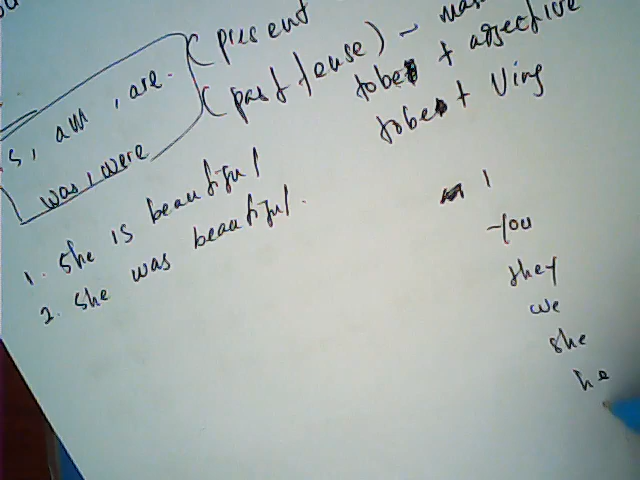 is, am, are. (present
was, were (past tense) -
tobe + adjective
tobe + Ving
1. She is beautiful
2. She was beautiful.
I
You
they
we
she
he